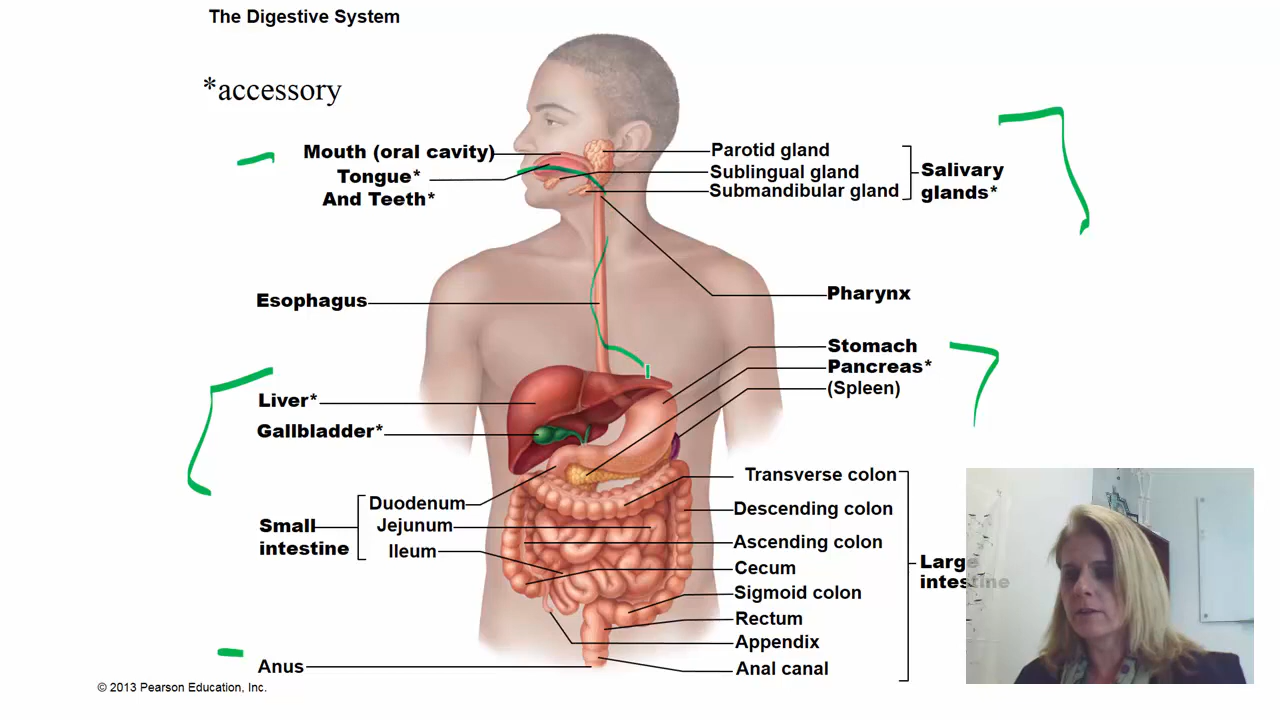 The Digestive System
*accessory
Mouth (oral cavity)
Tongue*
And Teeth*
Parotid gland
Sublingual gland
Submandibular gland
Salivary
glands*
Esophagus
Pharynx
Stomach
Pancreas*
(Spleen)
Liver*
Gallbladder*
Small
intestine
Duodenum
Jejunum
Ileum
Transverse colon
Descending colon
Ascending colon
Cecum
Sigmoid colon
Rectum
Appendix
Anal canal
Large
intestine
Anus
© 2013 Pearson Education, Inc.